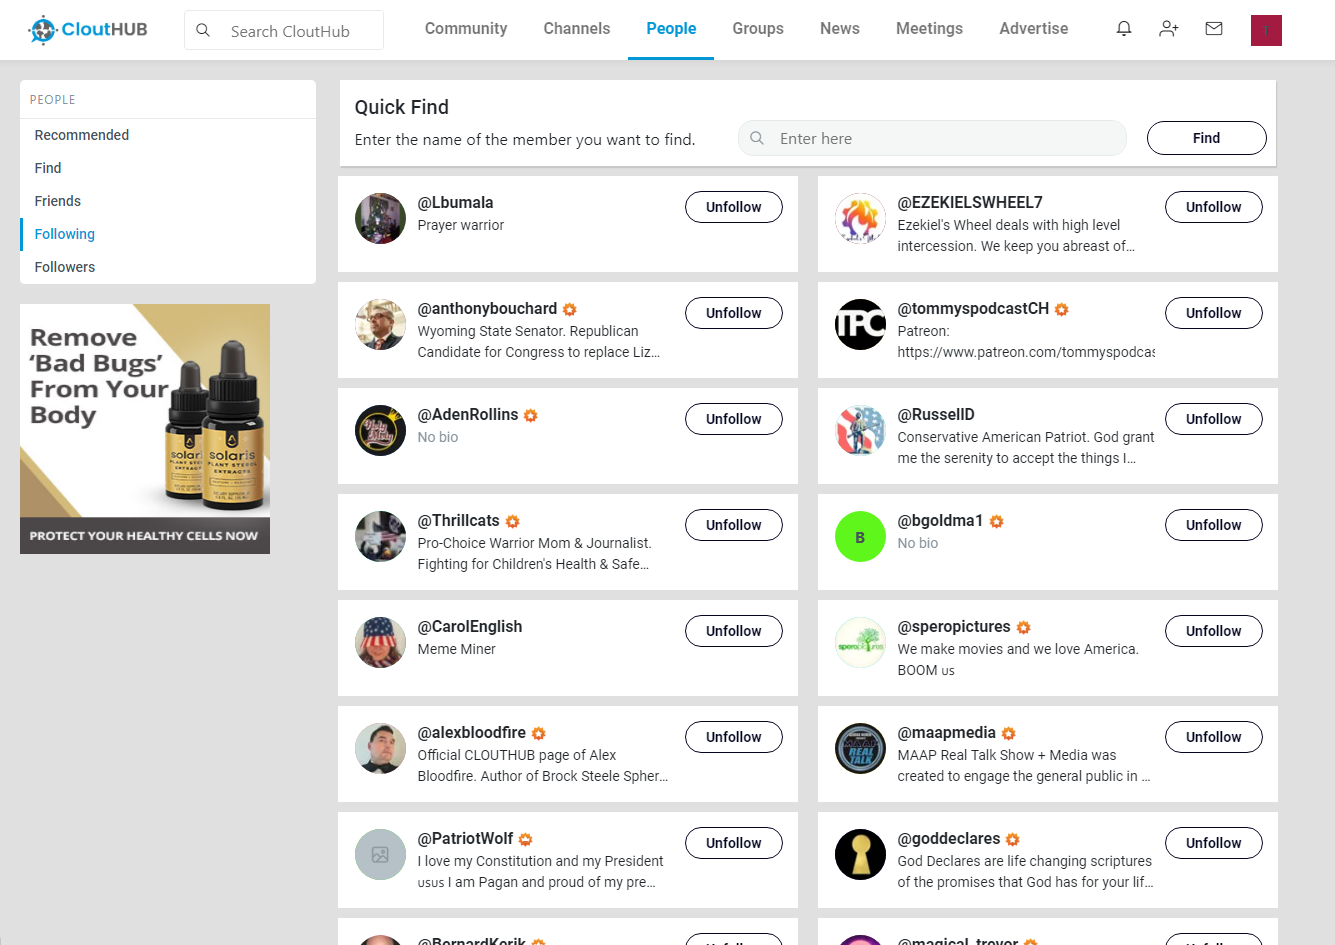 CloutHUB
Search CloutHub
Community
Channels
People
Groups
News
Meetings
Advertise
PEOPLE
Recommended
Find
Friends
Following
Followers
Remove
‘Bad Bugs’
From Your
Body
solaris
PLANT STEROL
EXTRACTS
solaris
PLANT STEROL
EXTRACTS
PROTECT YOUR HEALTHY CELLS NOW
Quick Find
Enter the name of the member you want to find.
Enter here
Find
@Lbumala
Prayer warrior
Unfollow
@EZEKIELSWHEEL7
Ezekiel's Wheel deals with high level
intercession. We keep you abreast of…
Unfollow
@anthonybouchard
Wyoming State Senator. Republican
Candidate for Congress to replace Liz…
Unfollow
TPC
@tommyspodcastCH
Patreon:
https://www.patreon.com/tommyspodcas
Unfollow
@AdenRollins
No bio
Unfollow
@RussellD
Conservative American Patriot. God grant
me the serenity to accept the things I…
Unfollow
@Thrillcats
Pro-Choice Warrior Mom & Journalist.
Fighting for Children's Health & Safe…
Unfollow
B
@bgoldma1
No bio
Unfollow
@CarolEnglish
Meme Miner
Unfollow
speropictures
@speropictures
We make movies and we love America.
BOOM us
Unfollow
@alexbloodfire
Official CLOUTHUB page of Alex
Bloodfire. Author of Brock Steele Spher…
Unfollow
MAAP
REAL
TALK
@maapmedia
MAAP Real Talk Show + Media was
created to engage the general public in …
Unfollow
@PatriotWolf
I love my Constitution and my President
usus I am Pagan and proud of my pre…
Unfollow
@goddeclares
God Declares are life changing scriptures
of the promises that God has for your lif…
Unfollow
@BernardKerik
Unfollow
@magical_trevor
Unfollow